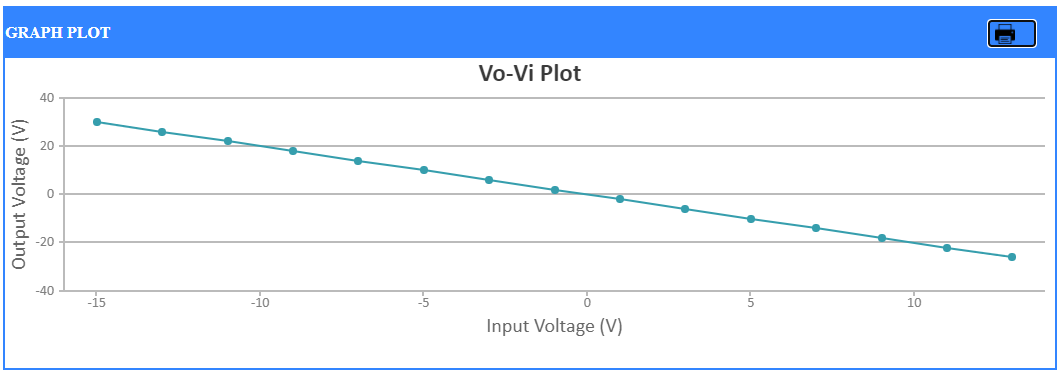 GRAPH PLOT
Vo-Vi Plot
40
20
0
-20
-40
Output Voltage (V)
-15 -10 -5 0 5 10
Input Voltage (V)